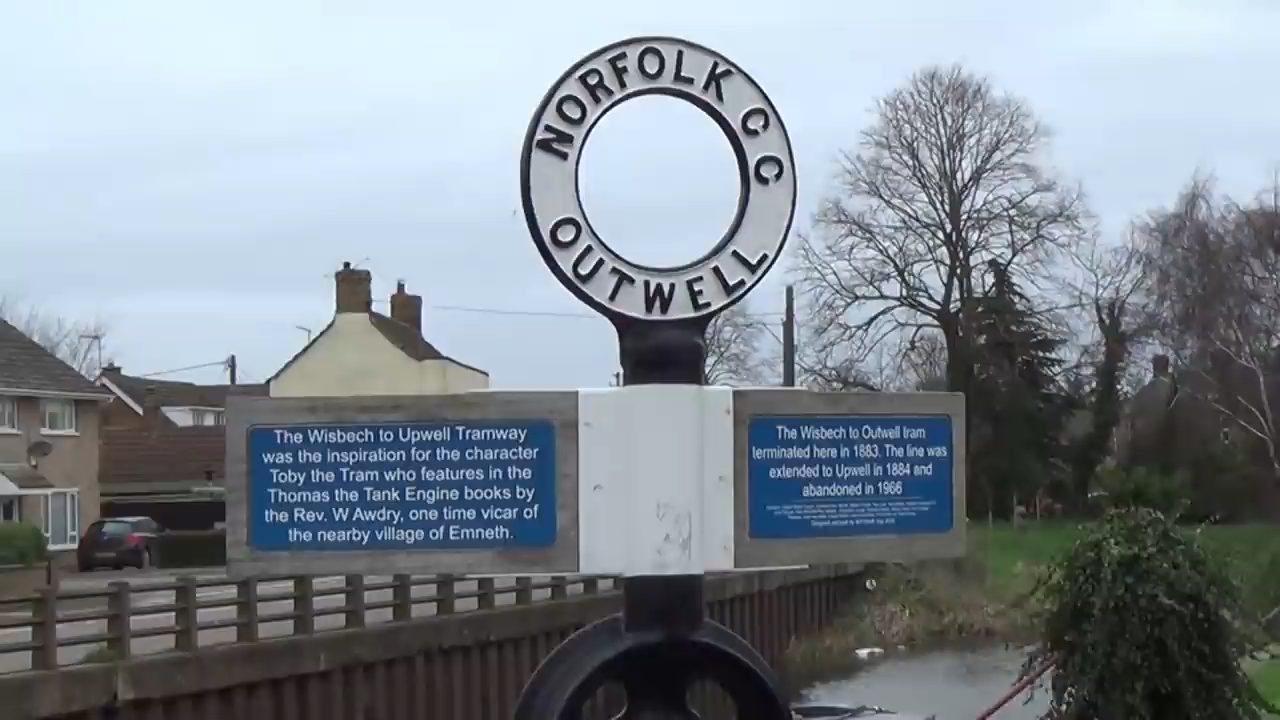 NORFOLK C C
OUTWELL
The Wisbech to Upwell Tramway
was the inspiration for the character
Toby the Tram who features in the
Thomas the Tank Engine books by
the Rev. W Awdry, one time vicar of
the nearby village of Emneth.
The Wisbech to Outwell tram
terminated here in 1883. The line was
extended to Upwell in 1884 and
abandoned in 1966